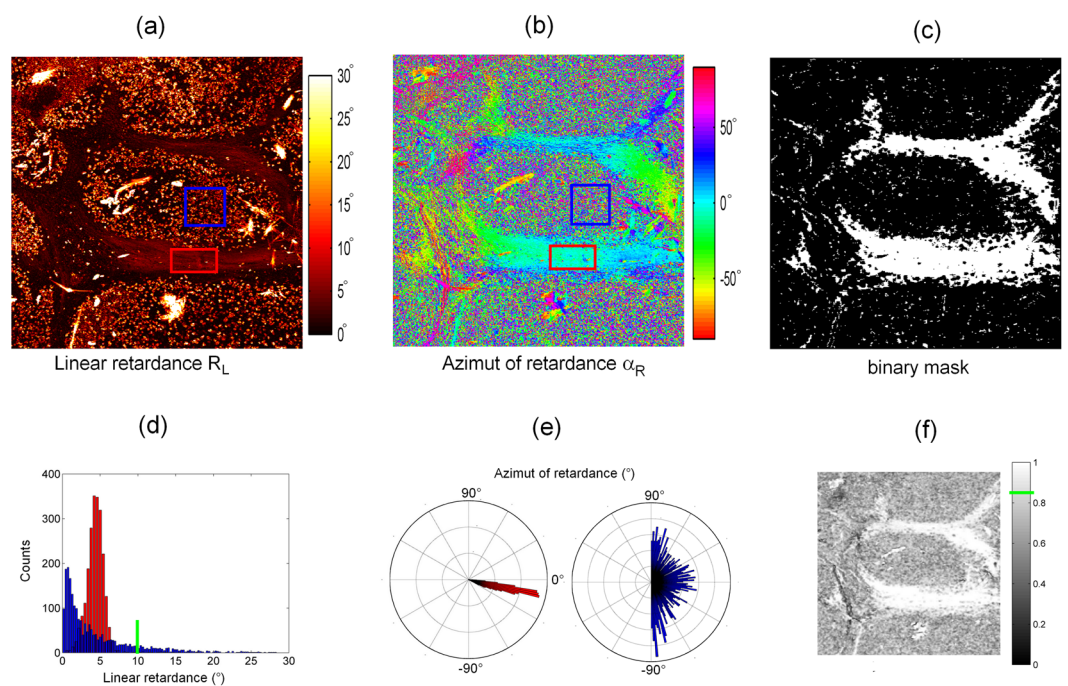 (a)
(b)
(c)
30°
25°
20°
15°
10°
5°
0°
50°
0°
-50°
Linear retardance R_L
Azimut of retardance α_R
binary mask
(d)
(e)
(f)
400
300
200
100
0
Counts
0 5 10 15 20 25 30
Linear retardance (°)
Azimut of retardance (°)
90°
0°
-90°
90°
-90°
1
0.8
0.6
0.4
0.2
0